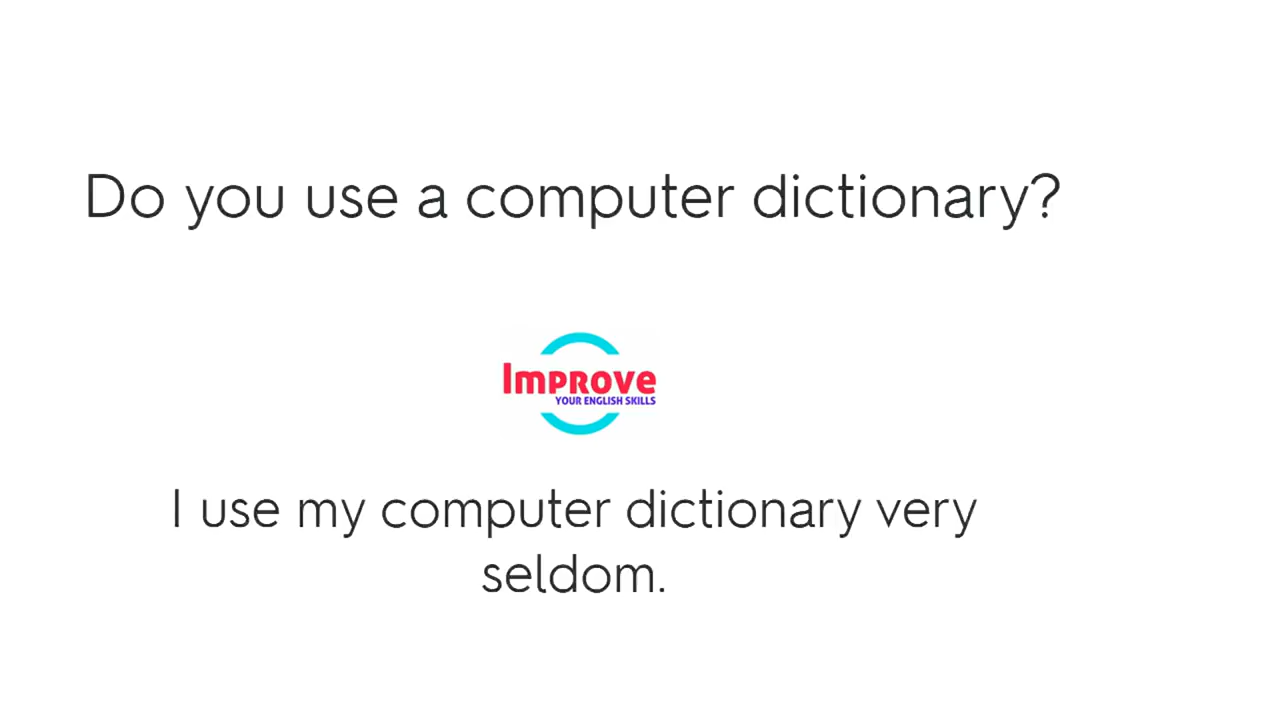 Do you use a computer dictionary?
Improve
YOUR ENGLISH SKILLS
I use my computer dictionary very
seldom.